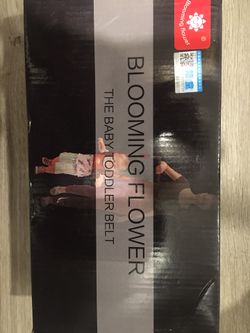 BLOOMING FLOWER
THE BABY TODDLER BELT